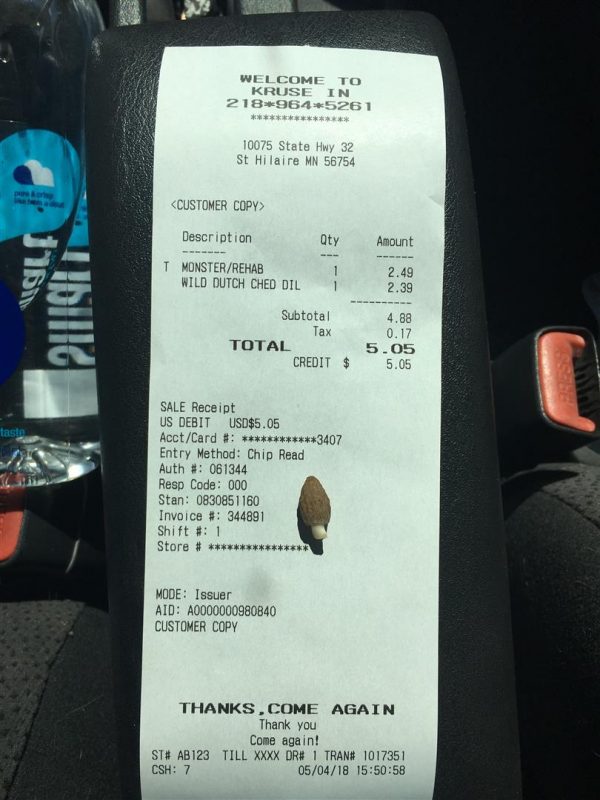 WELCOME TO
KRUSE IN
218*964*5261
*****************
10075 State Hwy 32
St Hilaire MN 56754
<CUSTOMER COPY>
Description Qty Amount
------- --- ------
T MONSTER/REHAB 1 2.49
WILD DUTCH CHED DIL 1 2.39
----------
Subtotal 4.88
Tax 0.17
TOTAL 5.05
CREDIT $ 5.05
SALE Receipt
US DEBIT USD$5.05
Acct/Card #: ************3407
Entry Method: Chip Read
Auth #: 061344
Resp Code: 000
Stan: 0830851160
Invoice #: 344891
Shift #: 1
Store # ****************
MODE: Issuer
AID: A0000000980840
CUSTOMER COPY
THANKS,COME AGAIN
Thank you
Come again!
ST# AB123 TILL XXXX DR# 1 TRAN# 1017351
CSH: 7 05/04/18 15:50:58
pure & crisp
smart
taste
PRESS